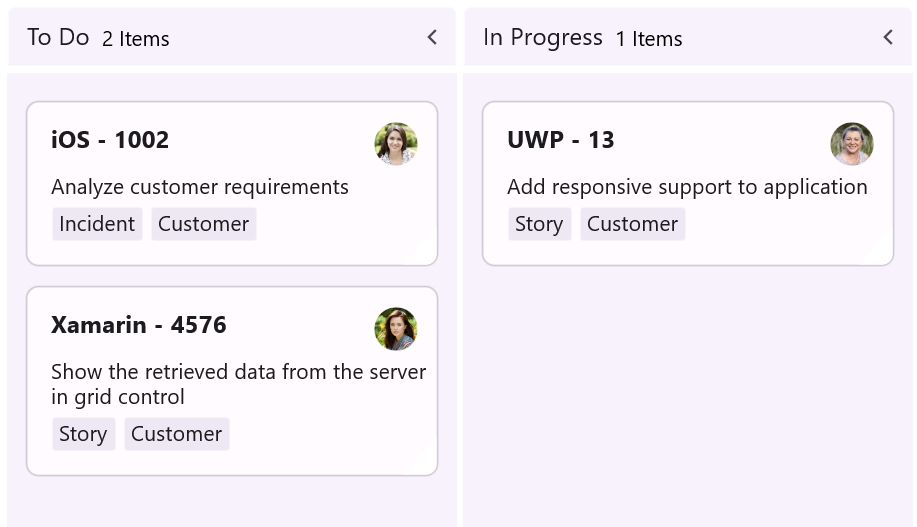 To Do 2 Items
iOS - 1002
Analyze customer requirements
Incident Customer
Xamarin - 4576
Show the retrieved data from the server
in grid control
Story Customer
In Progress 1 Items
UWP - 13
Add responsive support to application
Story Customer